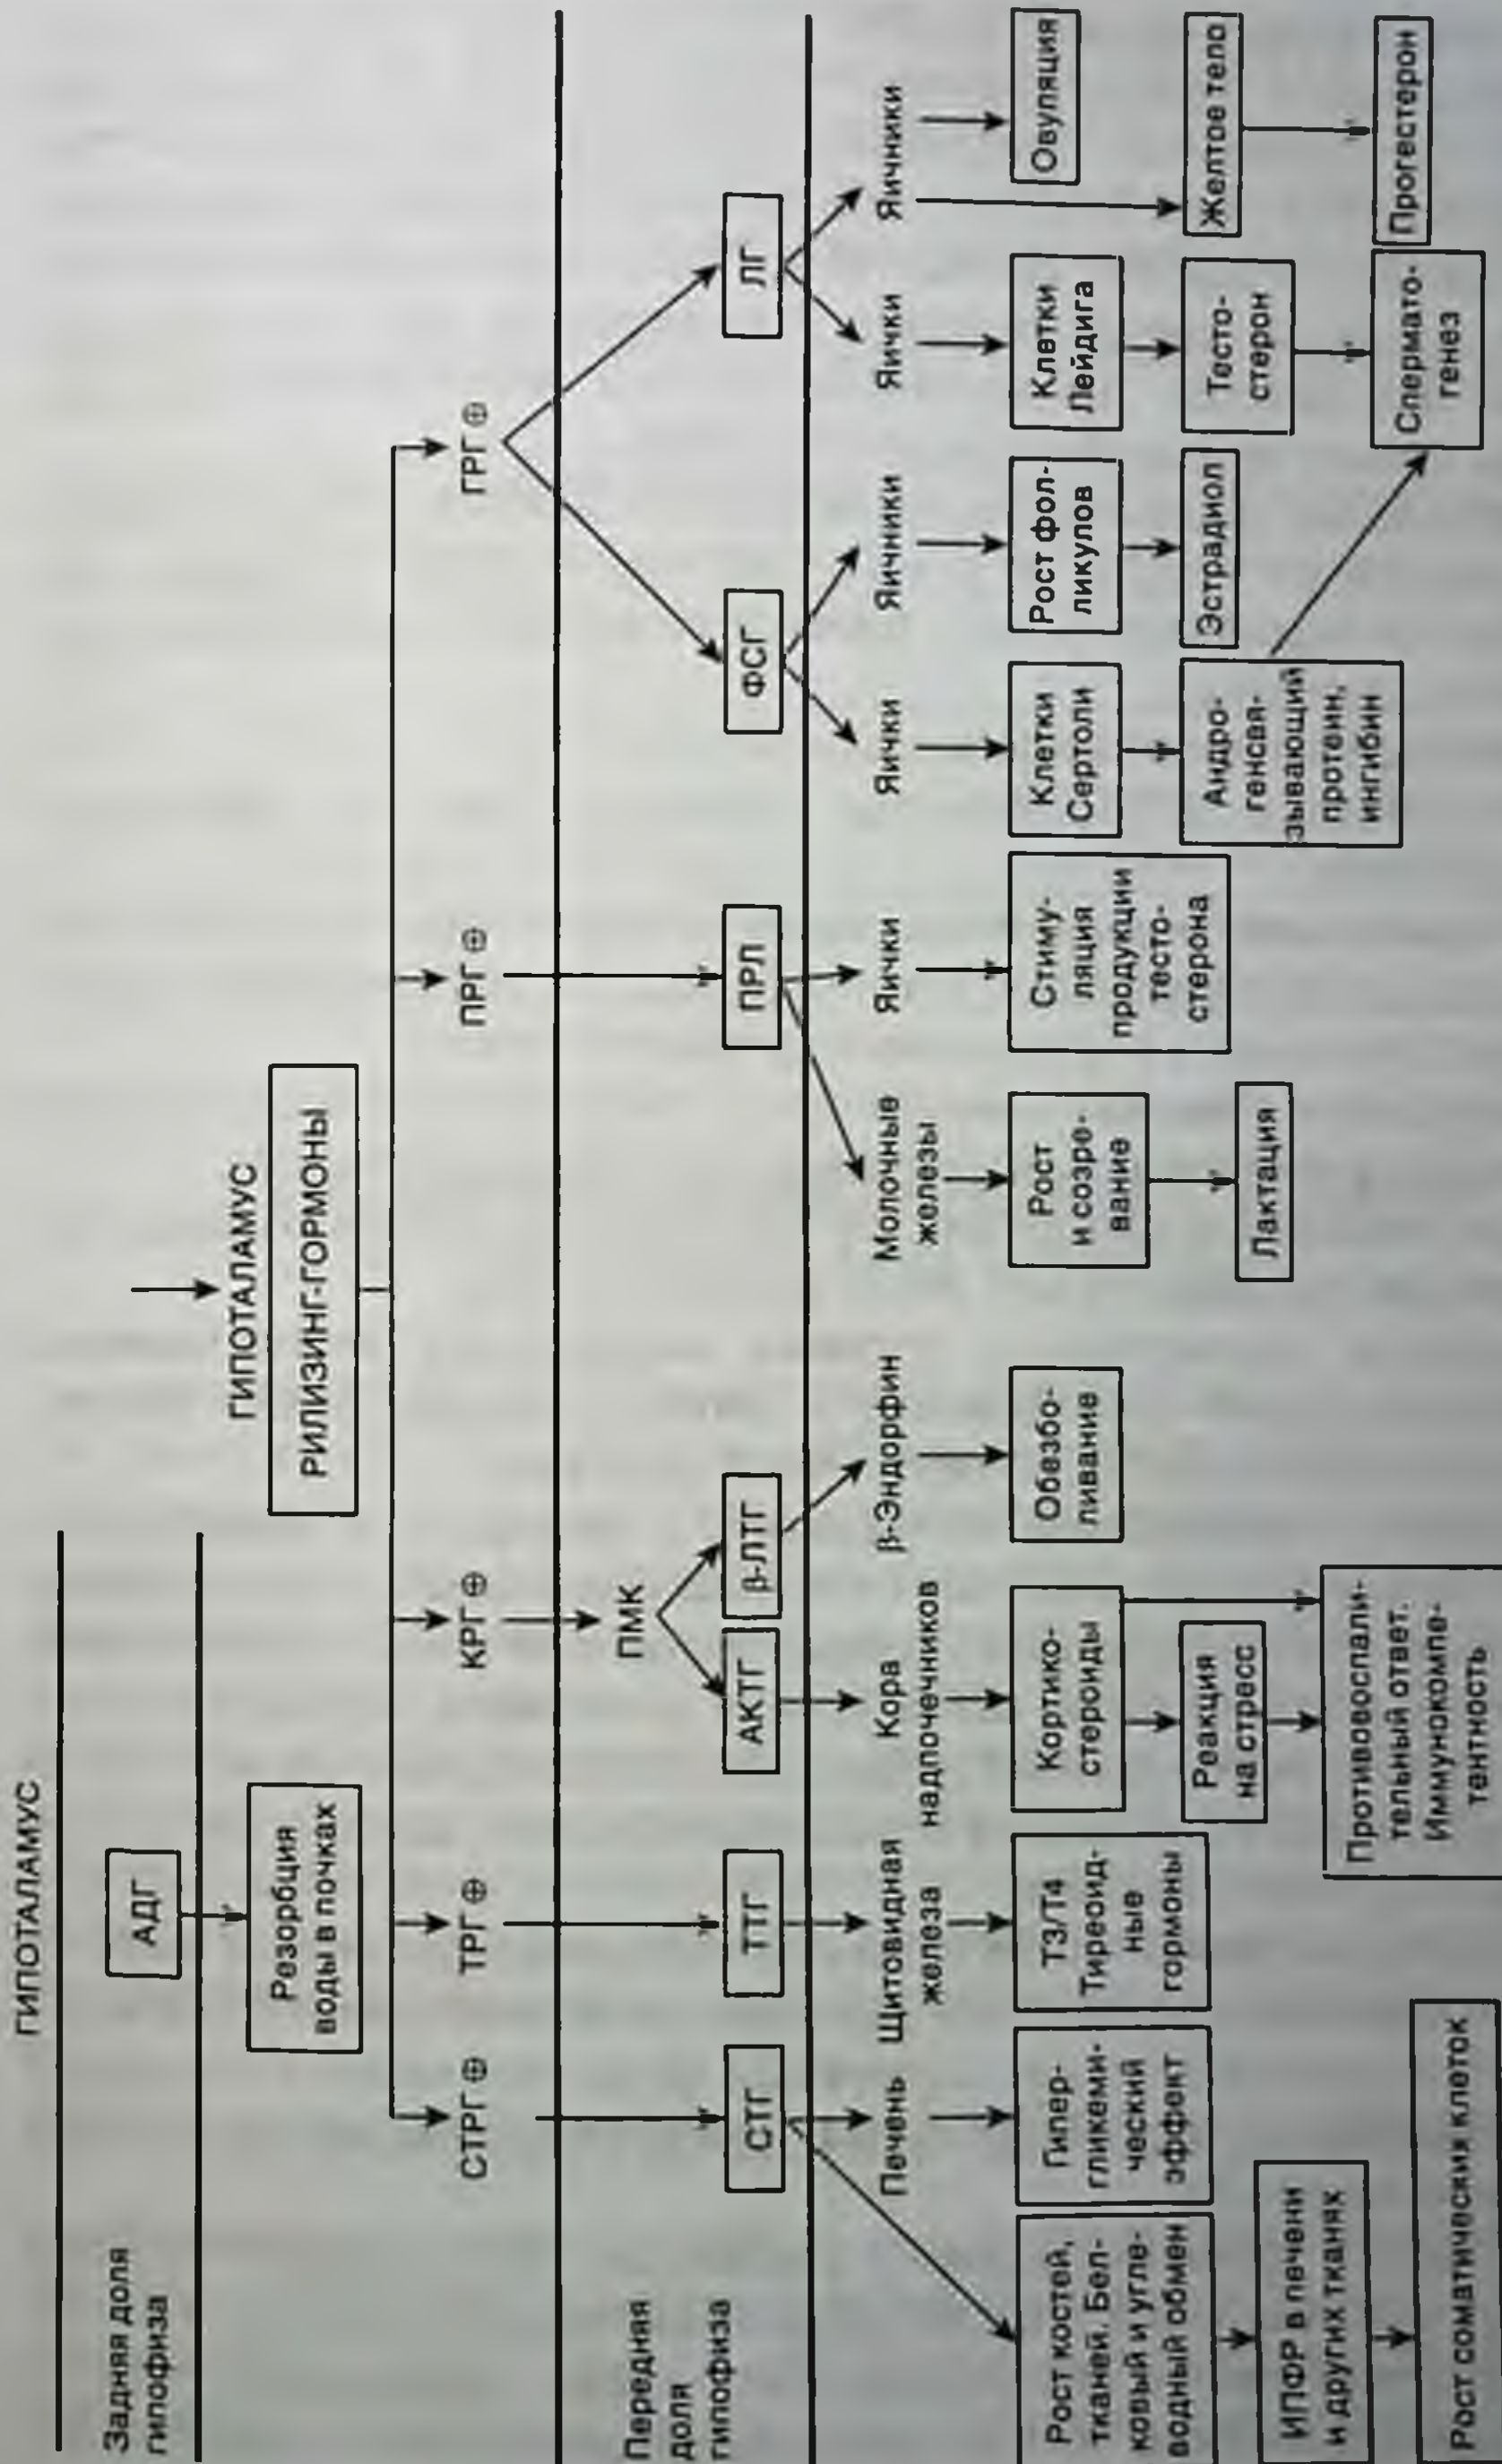 ГИПОТАЛАМУС
Задняя доля
гипофиза
АДГ
Резорбция
воды в почках
ГИПОТАЛАМУС
РИЛИЗИНГ-ГОРМОНЫ
СТРГ ⊕
ТРГ ⊕
КРГ ⊕
ПРГ ⊕
ГРГ ⊕
Передняя
доля
гипофиза
ПМК
СТГ
ТТГ
АКТГ
β-ЛТГ
ПРЛ
ФСГ
ЛГ
Печень
Щитовидная
железа
Кора
надпочечников
β-Эндорфин
Молочные
железы
Яички
Яички
Яичники
Яички
Яичники
Рост костей,
тканей. Бел-
ковый и угле-
водный обмен
Гипер-
гликеми-
ческий
эффект
Т3/Т4
Тиреоид-
ные
гормоны
Кортико-
стероиды
Обезбо-
ливание
Рост
и созре-
вание
Стиму-
ляция
продукции
тесто-
стерона
Клетки
Сертоли
Рост фол-
ликулов
Клетки
Лейдига
Овуляция
ИПФР в печени
и других тканях
Реакция
на стресс
Лактация
Андро-
генсвя-
зывающий
протеин,
ингибин
Эстрадиол
Тесто-
стерон
Желтое тело
Рост соматических клеток
Противовоспали-
тельный ответ.
Иммунокомпе-
тентность
Спермато-
генез
Прогестерон